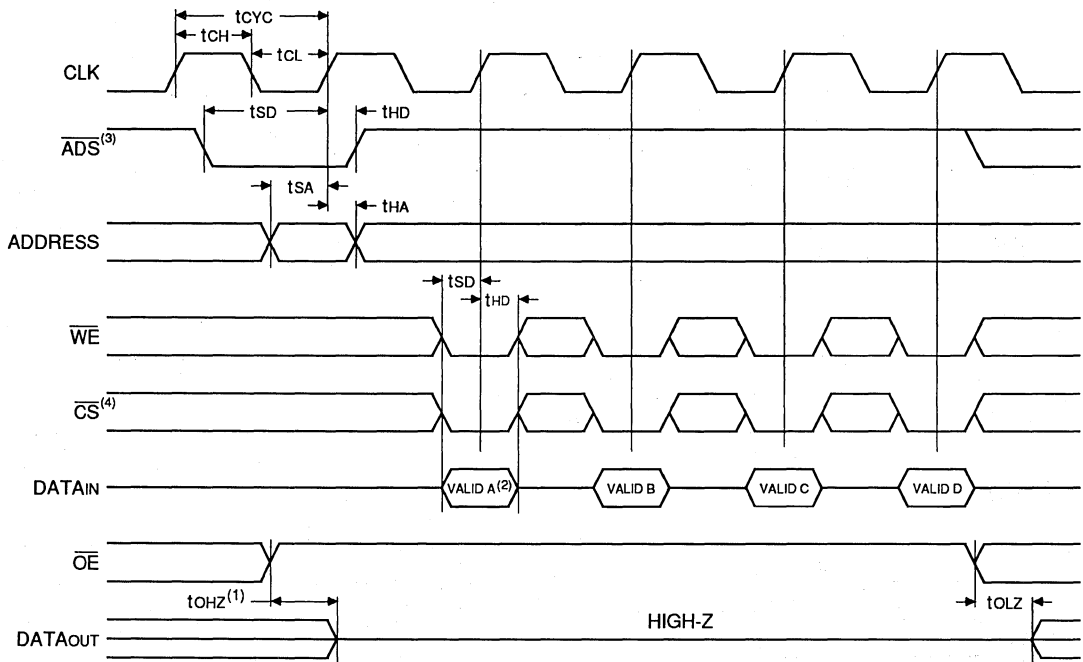 tCYC
tCH
tCL
CLK
tSD
tHD
ADS(3)
tSA
tHA
ADDRESS
tSD
tHD
WE
CS(4)
DATAIN
VALID A(2)
VALID B
VALID C
VALID D
OE
tOHZ(1)
tOLZ
HIGH-Z
DATAOUT